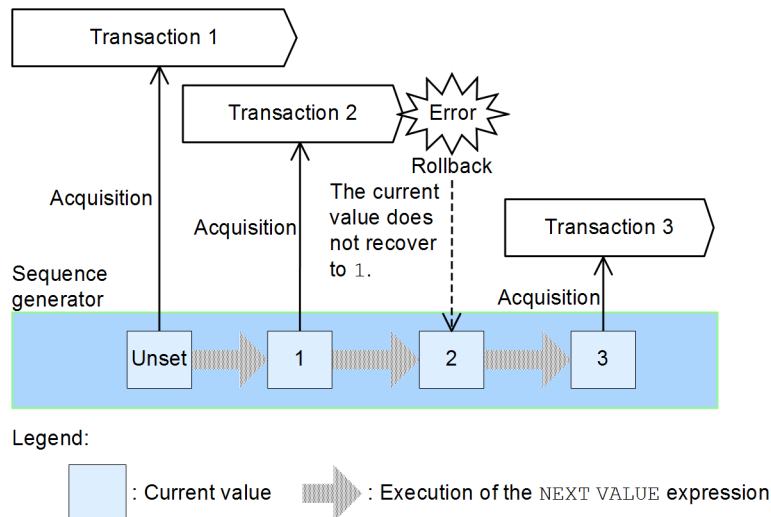 Transaction 1
Transaction 2
Error
Rollback
Acquisition
The current
value does
not recover
to 1.
Acquisition
Transaction 3
Sequence
generator
Acquisition
Unset
1
2
3
Legend:
: Current value
: Execution of the NEXT VALUE expression